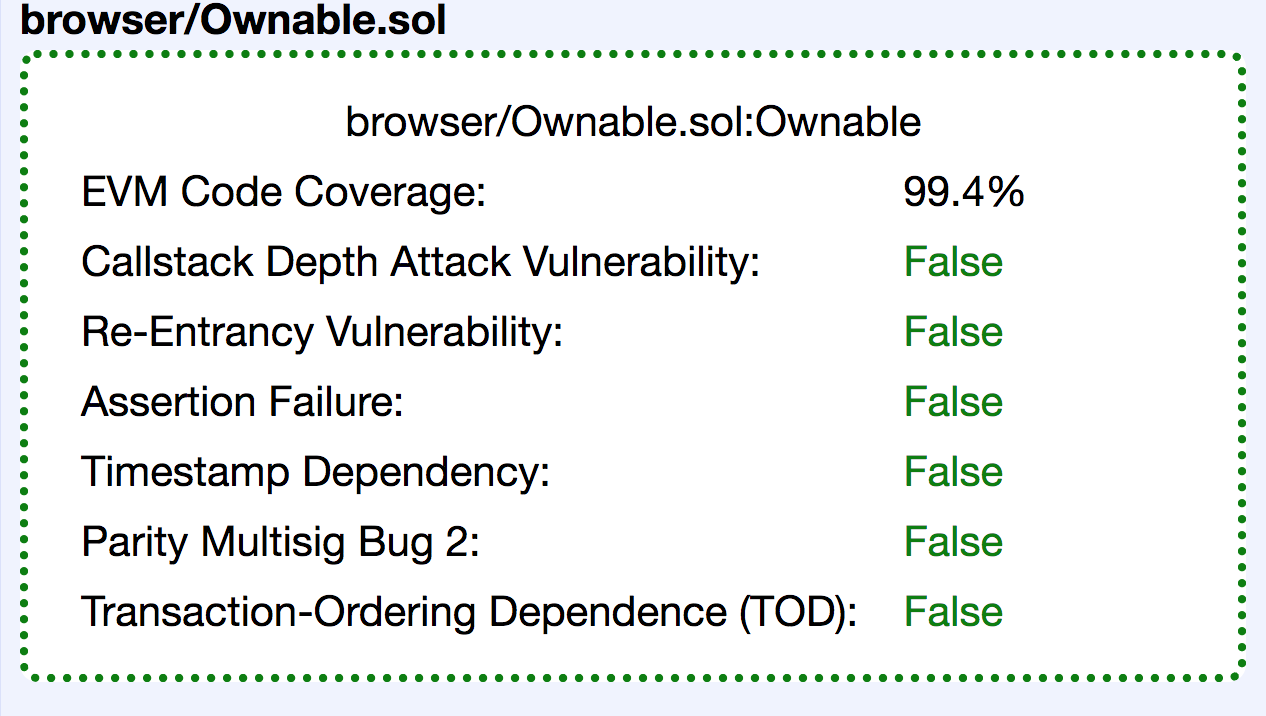 browser/Ownable.sol
browser/Ownable.sol:Ownable
EVM Code Coverage: 99.4%
Callstack Depth Attack Vulnerability: False
Re-Entrancy Vulnerability: False
Assertion Failure: False
Timestamp Dependency: False
Parity Multisig Bug 2: False
Transaction-Ordering Dependence (TOD): False